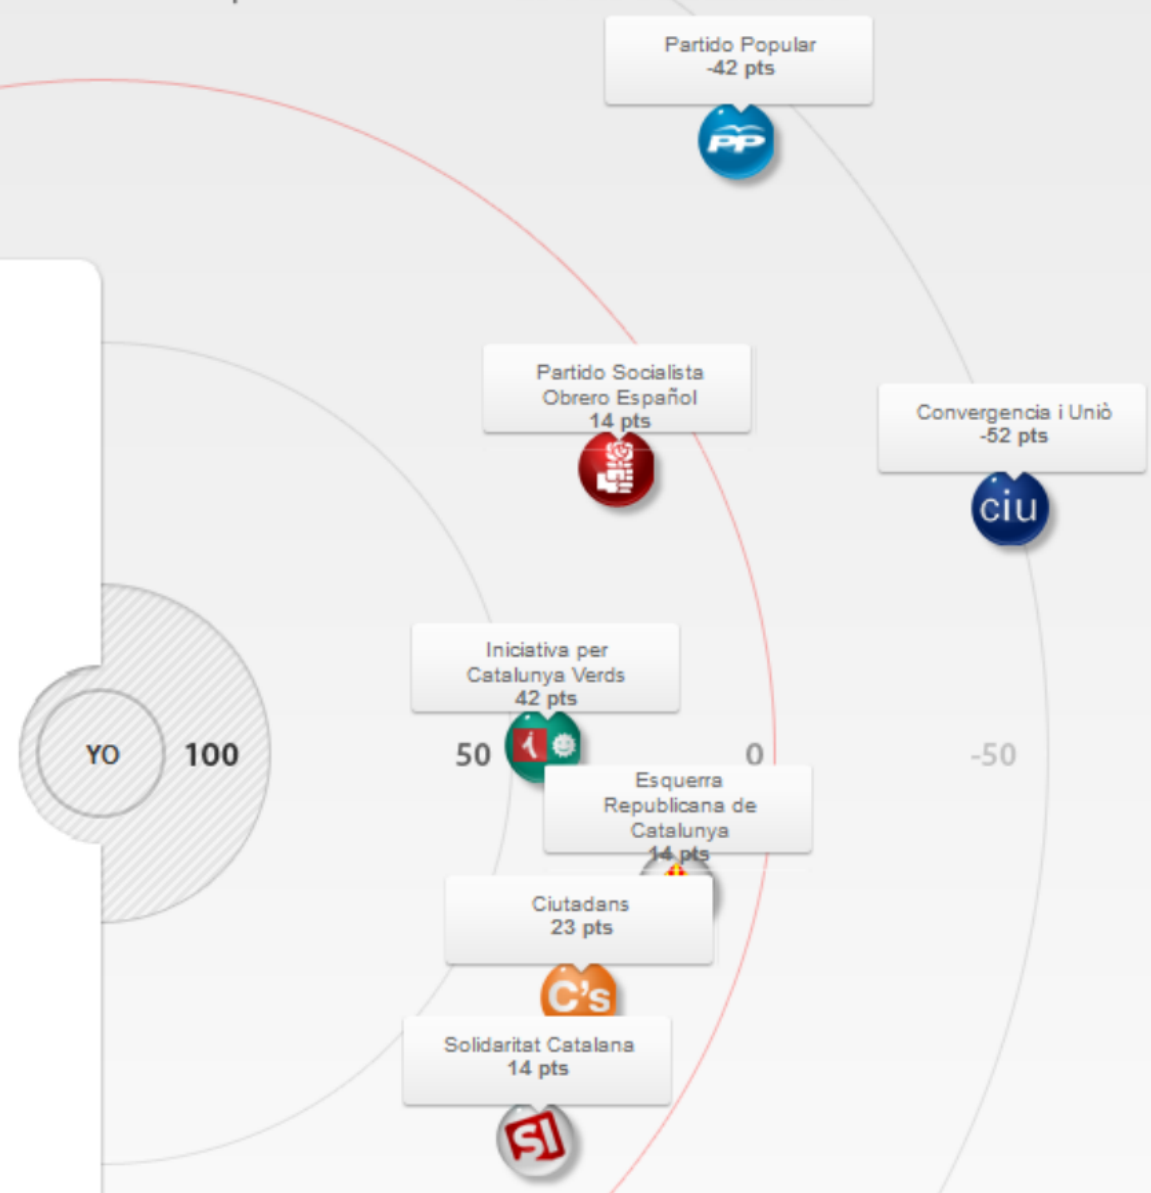 Partido Popular
-42 pts
PP
Partido Socialista
Obrero Español
14 pts
Convergencia i Uniò
-52 pts
ciu
Iniciativa per
Catalunya Verds
42 pts
i
YO
100
50
0
-50
Esquerra
Republicana de
Catalunya
14 pts
Ciutadans
23 pts
C's
Solidaritat Catalana
14 pts
SI